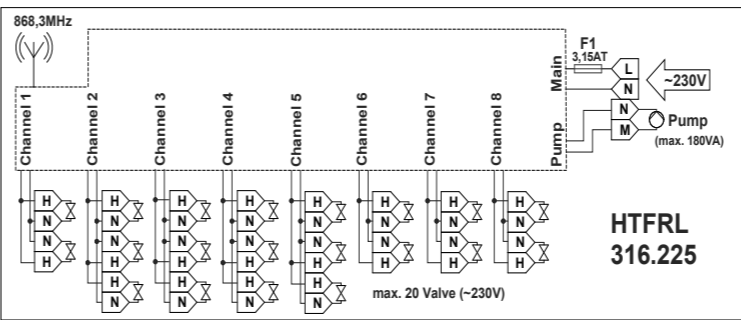 868,3MHz
F1
3,15AT
Main
L
N
~230V
N
M
Pump
(max. 180VA)
Pump
Channel 1
Channel 2
Channel 3
Channel 4
Channel 5
Channel 6
Channel 7
Channel 8
H
N
N
H
H
N
N
H
H
N
H
N
N
H
H
N
H
N
N
H
H
N
H
N
N
H
H
N
H
N
N
H
H
N
N
H
H
N
N
H
HTFRL
316.225
max. 20 Valve (~230V)